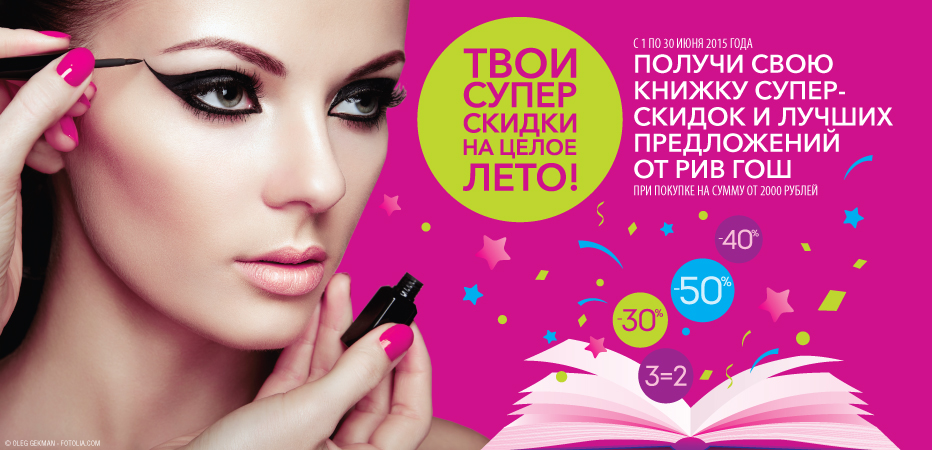 ТВОИ
СУПЕР
СКИДКИ
НА ЦЕЛОЕ
ЛЕТО!
С 1 ПО 30 ИЮНЯ 2015 ГОДА
ПОЛУЧИ СВОЮ
КНИЖКУ СУПЕР-
СКИДОК И ЛУЧШИХ
ПРЕДЛОЖЕНИЙ
ОТ РИВ ГОШ
ПРИ ПОКУПКЕ НА СУММУ ОТ 2000 РУБЛЕЙ
-40%
-50%
-30%
3=2
© OLEG GEKMAN - FOTOLIA.COM